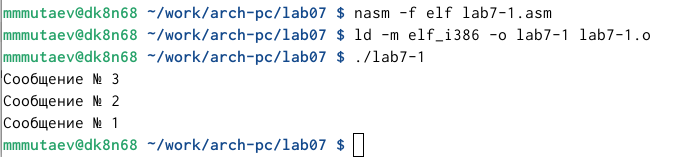 mmmutaev@dk8n68 ~/work/arch-pc/lab07 $ nasm -f elf lab7-1.asm
mmmutaev@dk8n68 ~/work/arch-pc/lab07 $ ld -m elf_i386 -o lab7-1 lab7-1.o
mmmutaev@dk8n68 ~/work/arch-pc/lab07 $ ./lab7-1
Сообщение № 3
Сообщение № 2
Сообщение № 1
mmmutaev@dk8n68 ~/work/arch-pc/lab07 $